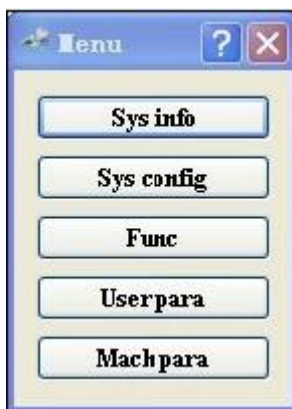 Menu
?
Sys info
Sys config
Func
Userpara
Machpara